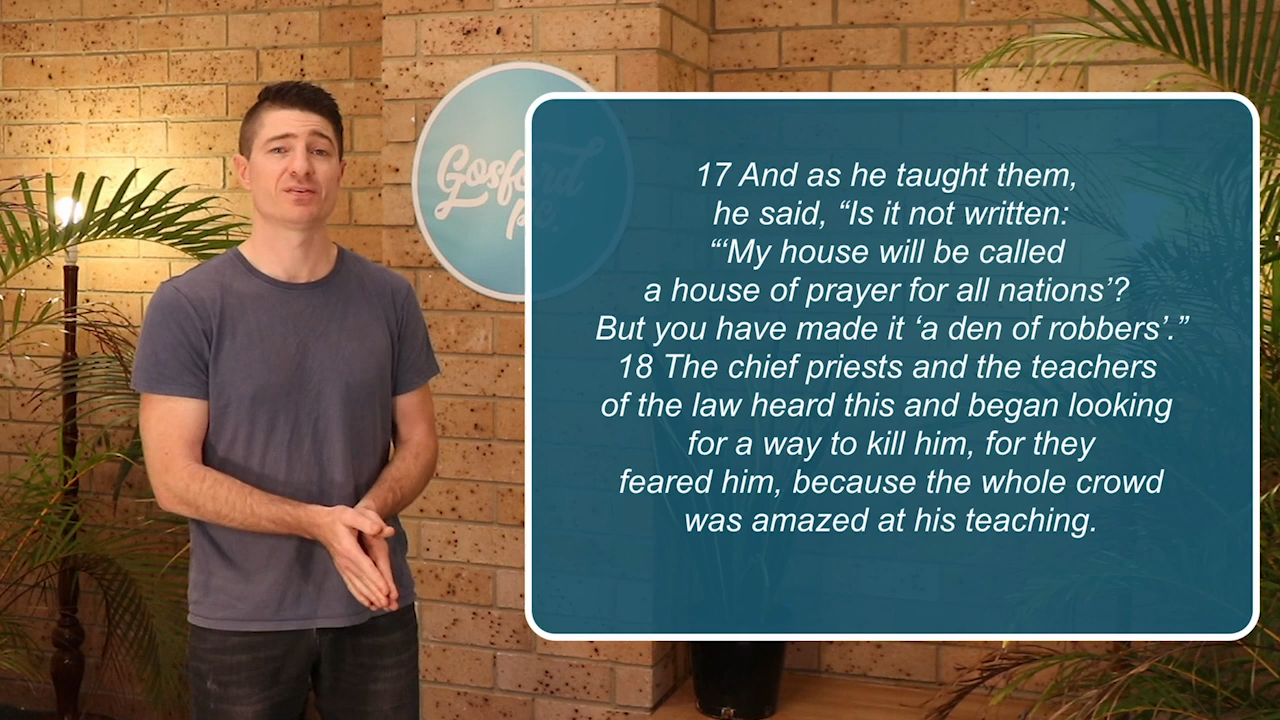 Gosford
PC.
17 And as he taught them,
he said, “Is it not written:
“‘My house will be called
a house of prayer for all nations’?
But you have made it ‘a den of robbers’.”
18 The chief priests and the teachers
of the law heard this and began looking
for a way to kill him, for they
feared him, because the whole crowd
was amazed at his teaching.